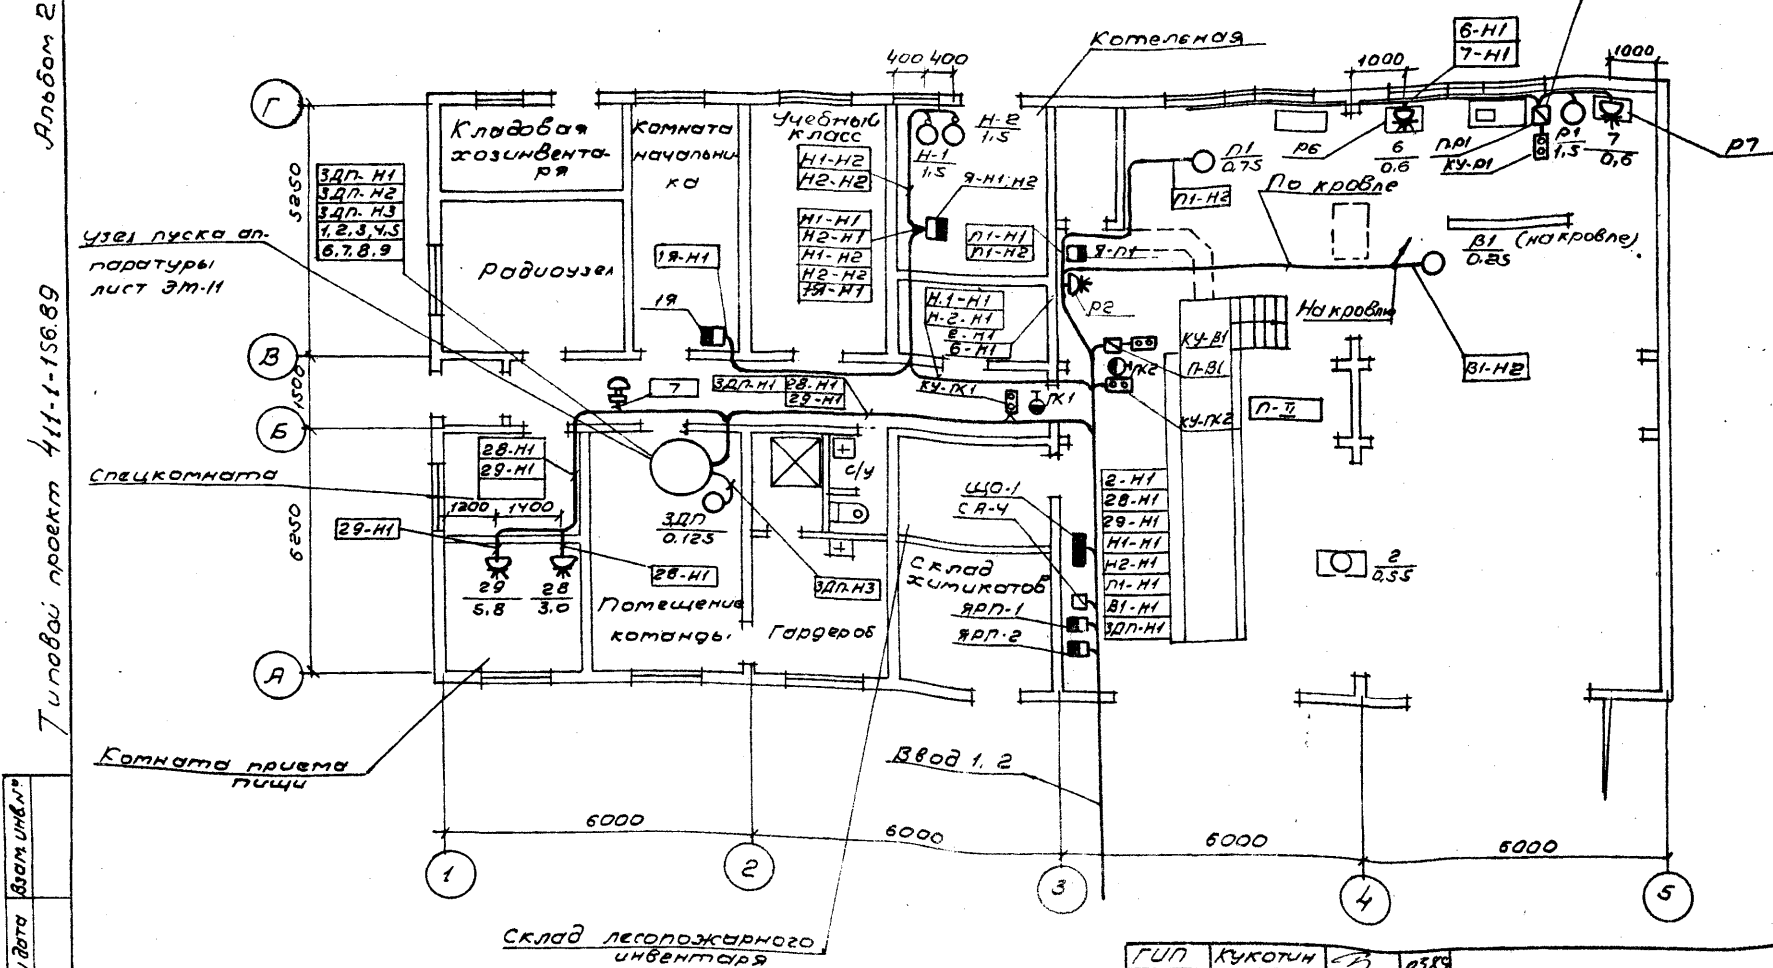 Альбом 2
Типовой проект 411-1-156.89
Взам. инв. №
дата
Котельная
6-Н1
7-Н1
400 400
1000
1000
Г
Кладовая
хозинвента-
ря
Комната
начальни-
ка
Учебный
класс
Н1-Н2
Н2-Н2
Н-1
1,5
Н-2
1,5
Я-Н1;Н2
П1
0,75
П1-Н2
Р6
6
0,6
П.Р1
КУ-Р1
Р1
1,5
7
0,6
Р7
5250
ЗДП-Н1
ЗДП-Н2
ЗДП-Н3
1,2,3,4,5
6,7,8,9
Узел пуска ап-
паратуры
лист ЭМ-11
Радиоузел
1Я-Н1
1Я
Н1-Н1
Н2-Н1
Н1-Н2
Н2-Н2
1Я-Н1
П1-Н1
П1-Н2
Я-П1
Р2
По кровле
В1
0.25
(на кровле)
На кровлю
В1-Н2
Н.1-Н1
Н-2-Н1
2-Н1
6-Н1
КУ-В1
П-В1
ПК2
КУ-ПК2
П-II
В
1500
7
ЗДП-Н1
28-Н1
29-Н1
КУ-ПК1
ПК1
Б
Спецкомната
28-Н1
29-Н1
1200
1400
29-Н1
6250
29
5.8
28
3.0
28-Н1
ЗДП
0.125
ЗДП-Н3
с/у
ЩО-1
СА-4
ЯРП-1
ЯРП-2
2-Н1
28-Н1
29-Н1
Н1-Н1
Н2-Н1
П1-Н1
В1-Н1
ЗДП-Н1
2
0,55
Помещение
команды
Гардероб
Склад
химикатов
А
Комната приема
пищи
Ввод 1, 2
6000
6000
6000
6000
1
2
3
4
5
Склад лесопожарного
инвентаря
ГИП
Кукотин